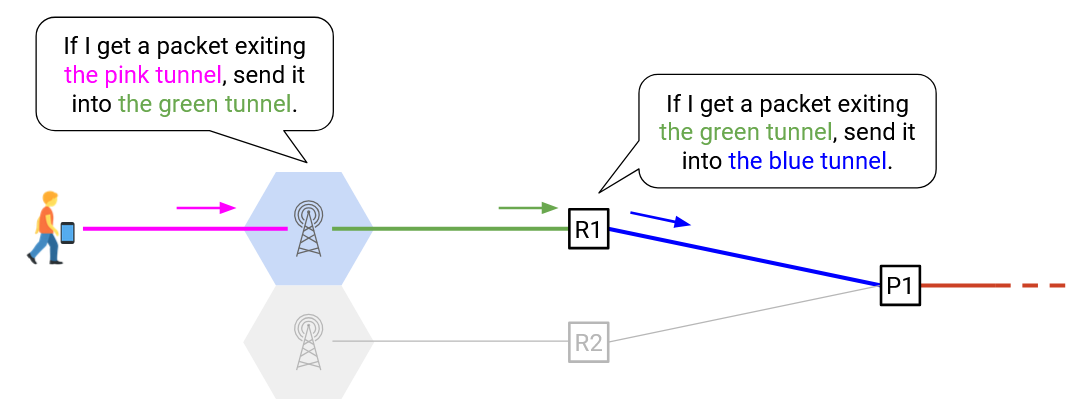 If I get a packet exiting
the pink tunnel, send it
into the green tunnel.
If I get a packet exiting
the green tunnel, send it
into the blue tunnel.
R1
P1
R2